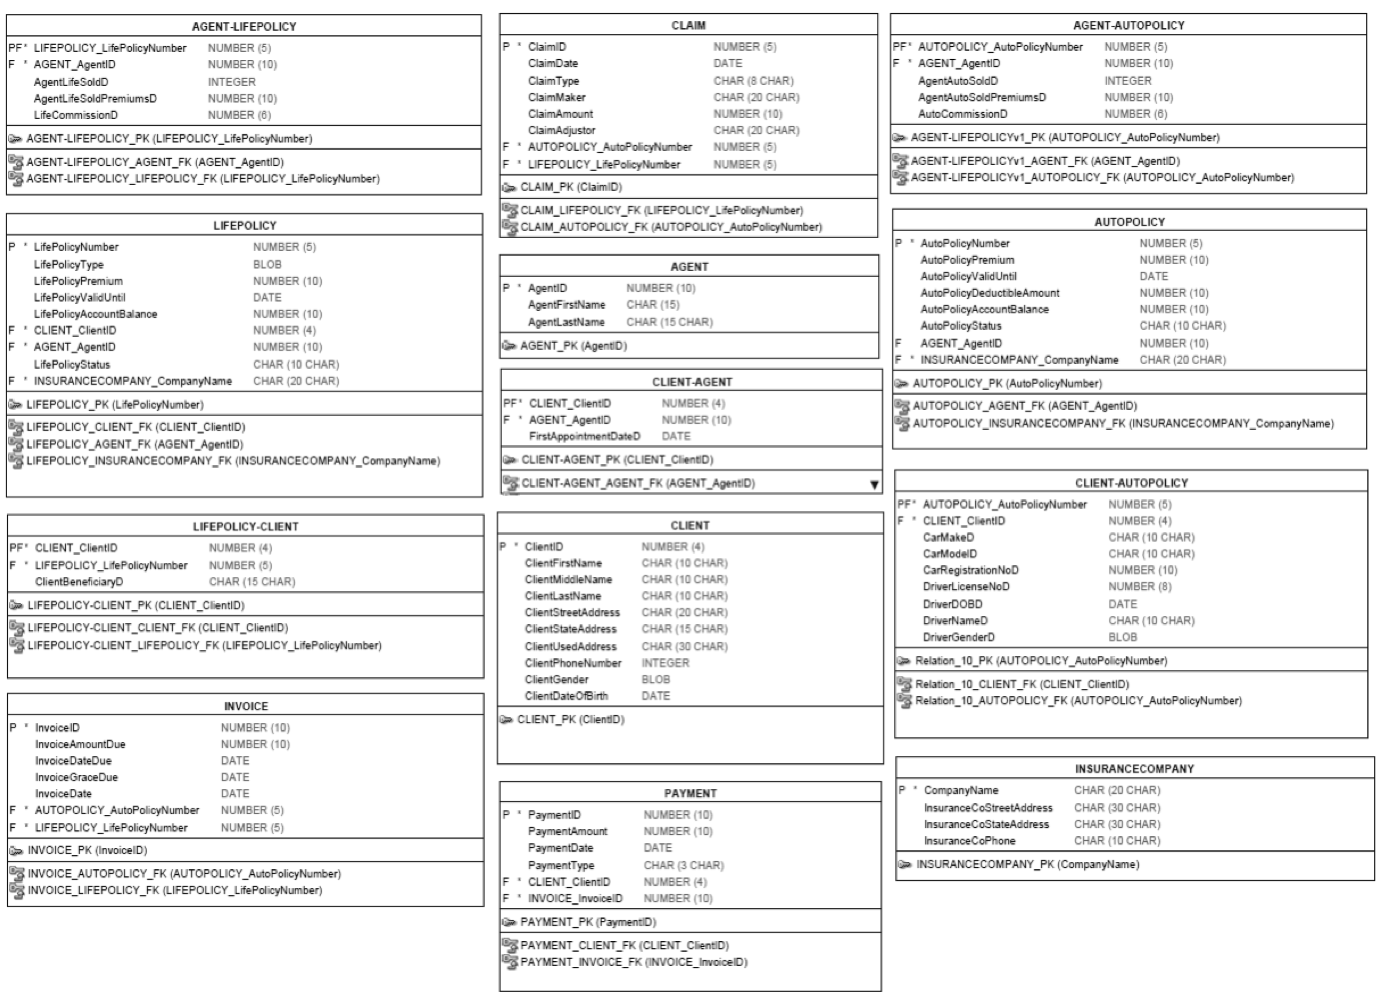 AGENT-LIFEPOLICY
PF* LIFEPOLICY_LifePolicyNumber NUMBER (5)
F * AGENT_AgentID NUMBER (10)
AgentLifeSoldD INTEGER
AgentLifeSoldPremiumsD NUMBER (10)
LifeCommissionD NUMBER (6)
AGENT-LIFEPOLICY_PK (LIFEPOLICY_LifePolicyNumber)
AGENT-LIFEPOLICY_AGENT_FK (AGENT_AgentID)
AGENT-LIFEPOLICY_LIFEPOLICY_FK (LIFEPOLICY_LifePolicyNumber)
LIFEPOLICY
P * LifePolicyNumber NUMBER (5)
LifePolicyType BLOB
LifePolicyPremium NUMBER (10)
LifePolicyValidUntil DATE
LifePolicyAccountBalance NUMBER (10)
F * CLIENT_ClientID NUMBER (4)
F * AGENT_AgentID NUMBER (10)
LifePolicyStatus CHAR (10 CHAR)
F * INSURANCECOMPANY_CompanyName CHAR (20 CHAR)
LIFEPOLICY_PK (LifePolicyNumber)
LIFEPOLICY_CLIENT_FK (CLIENT_ClientID)
LIFEPOLICY_AGENT_FK (AGENT_AgentID)
LIFEPOLICY_INSURANCECOMPANY_FK (INSURANCECOMPANY_CompanyName)
LIFEPOLICY-CLIENT
PF* CLIENT_ClientID NUMBER (4)
F * LIFEPOLICY_LifePolicyNumber NUMBER (5)
ClientBeneficiaryD CHAR (15 CHAR)
LIFEPOLICY-CLIENT_PK (CLIENT_ClientID)
LIFEPOLICY-CLIENT_CLIENT_FK (CLIENT_ClientID)
LIFEPOLICY-CLIENT_LIFEPOLICY_FK (LIFEPOLICY_LifePolicyNumber)
INVOICE
P * InvoiceID NUMBER (10)
InvoiceAmountDue NUMBER (10)
InvoiceDateDue DATE
InvoiceGraceDue DATE
InvoiceDate DATE
F * AUTOPOLICY_AutoPolicyNumber NUMBER (5)
F * LIFEPOLICY_LifePolicyNumber NUMBER (5)
INVOICE_PK (InvoiceID)
INVOICE_AUTOPOLICY_FK (AUTOPOLICY_AutoPolicyNumber)
INVOICE_LIFEPOLICY_FK (LIFEPOLICY_LifePolicyNumber)
CLAIM
P * ClaimID NUMBER (5)
ClaimDate DATE
ClaimType CHAR (8 CHAR)
ClaimMaker CHAR (20 CHAR)
ClaimAmount NUMBER (10)
ClaimAdjustor CHAR (20 CHAR)
F * AUTOPOLICY_AutoPolicyNumber NUMBER (5)
F * LIFEPOLICY_LifePolicyNumber NUMBER (5)
CLAIM_PK (ClaimID)
CLAIM_LIFEPOLICY_FK (LIFEPOLICY_LifePolicyNumber)
CLAIM_AUTOPOLICY_FK (AUTOPOLICY_AutoPolicyNumber)
AGENT
P * AgentID NUMBER (10)
AgentFirstName CHAR (15)
AgentLastName CHAR (15 CHAR)
AGENT_PK (AgentID)
CLIENT-AGENT
PF* CLIENT_ClientID NUMBER (4)
F * AGENT_AgentID NUMBER (10)
FirstAppointmentDateD DATE
CLIENT-AGENT_PK (CLIENT_ClientID)
CLIENT-AGENT_AGENT_FK (AGENT_AgentID)
CLIENT
P * ClientID NUMBER (4)
ClientFirstName CHAR (10 CHAR)
ClientMiddleName CHAR (10 CHAR)
ClientLastName CHAR (10 CHAR)
ClientStreetAddress CHAR (20 CHAR)
ClientStateAddress CHAR (15 CHAR)
ClientUsedAddress CHAR (30 CHAR)
ClientPhoneNumber INTEGER
ClientGender BLOB
ClientDateOfBirth DATE
CLIENT_PK (ClientID)
PAYMENT
P * PaymentID NUMBER (10)
PaymentAmount NUMBER (10)
PaymentDate DATE
PaymentType CHAR (3 CHAR)
F * CLIENT_ClientID NUMBER (4)
F * INVOICE_InvoiceID NUMBER (10)
PAYMENT_PK (PaymentID)
PAYMENT_CLIENT_FK (CLIENT_ClientID)
PAYMENT_INVOICE_FK (INVOICE_InvoiceID)
AGENT-AUTOPOLICY
PF* AUTOPOLICY_AutoPolicyNumber NUMBER (5)
F * AGENT_AgentID NUMBER (10)
AgentAutoSoldD INTEGER
AgentAutoSoldPremiumsD NUMBER (10)
AutoCommissionD NUMBER (6)
AGENT-LIFEPOLICYv1_PK (AUTOPOLICY_AutoPolicyNumber)
AGENT-LIFEPOLICYv1_AGENT_FK (AGENT_AgentID)
AGENT-LIFEPOLICYv1_AUTOPOLICY_FK (AUTOPOLICY_AutoPolicyNumber)
AUTOPOLICY
P * AutoPolicyNumber NUMBER (5)
AutoPolicyPremium NUMBER (10)
AutoPolicyValidUntil DATE
AutoPolicyDeductibleAmount NUMBER (10)
AutoPolicyAccountBalance NUMBER (10)
AutoPolicyStatus CHAR (10 CHAR)
F AGENT_AgentID NUMBER (10)
F * INSURANCECOMPANY_CompanyName CHAR (20 CHAR)
AUTOPOLICY_PK (AutoPolicyNumber)
AUTOPOLICY_AGENT_FK (AGENT_AgentID)
AUTOPOLICY_INSURANCECOMPANY_FK (INSURANCECOMPANY_CompanyName)
CLIENT-AUTOPOLICY
PF* AUTOPOLICY_AutoPolicyNumber NUMBER (5)
F * CLIENT_ClientID NUMBER (4)
CarMakeD CHAR (10 CHAR)
CarModelD CHAR (10 CHAR)
CarRegistrationNoD NUMBER (10)
DriverLicenseNoD NUMBER (8)
DriverDOBD DATE
DriverNameD CHAR (10 CHAR)
DriverGenderD BLOB
Relation_10_PK (AUTOPOLICY_AutoPolicyNumber)
Relation_10_CLIENT_FK (CLIENT_ClientID)
Relation_10_AUTOPOLICY_FK (AUTOPOLICY_AutoPolicyNumber)
INSURANCECOMPANY
P * CompanyName CHAR (20 CHAR)
InsuranceCoStreetAddress CHAR (30 CHAR)
InsuranceCoStateAddress CHAR (30 CHAR)
InsuranceCoPhone CHAR (10 CHAR)
INSURANCECOMPANY_PK (CompanyName)